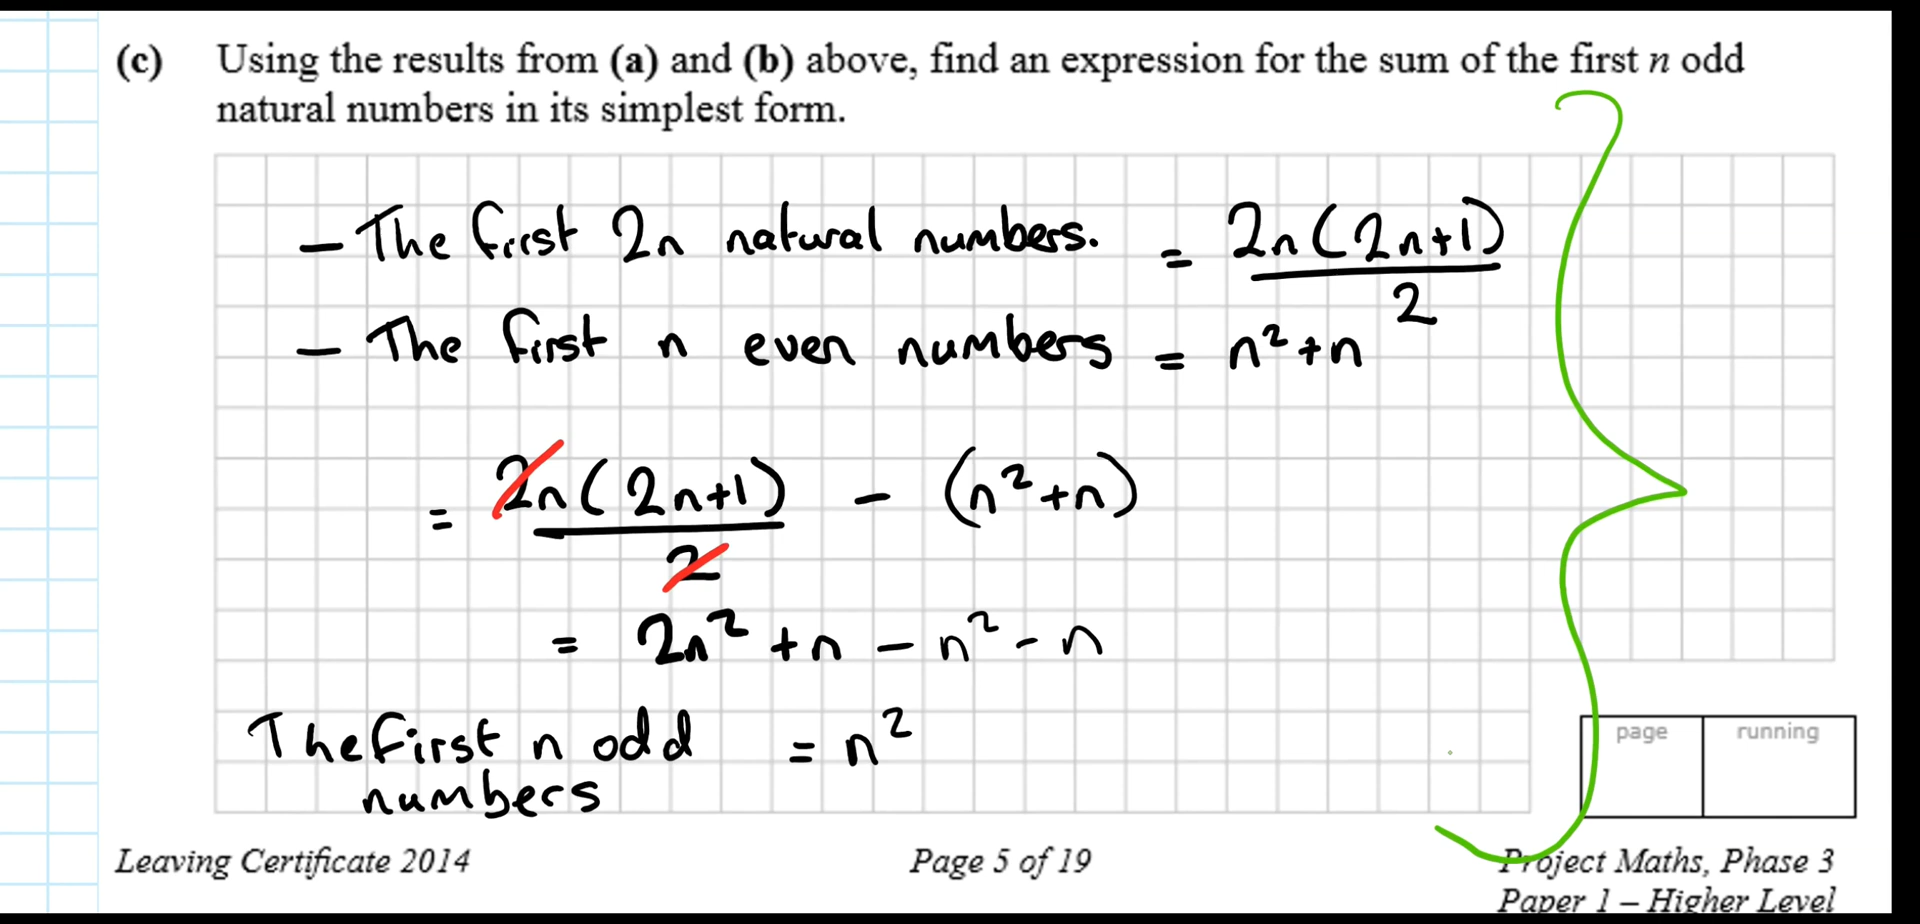 (c) Using the results from (a) and (b) above, find an expression for the sum of the first n odd
natural numbers in its simplest form.
- The first 2n natural numbers. = 2n(2n+1)/2
- The first n even numbers = n²+n
= 2n(2n+1)/2 - (n²+n)
= 2n² + n - n² - n
The first n odd = n²
numbers
page running
Leaving Certificate 2014 Page 5 of 19 Project Maths, Phase 3
Paper 1 – Higher Level